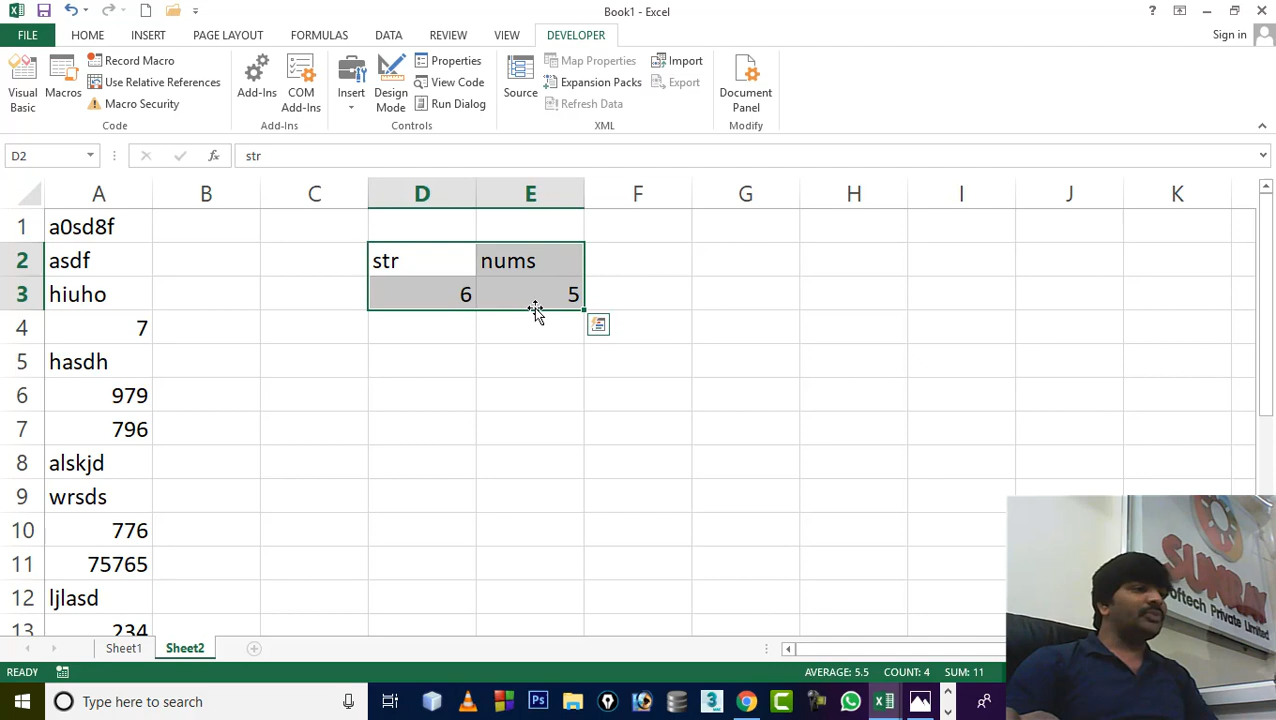 Book1 - Excel
?
FILE HOME INSERT PAGE LAYOUT FORMULAS DATA REVIEW VIEW DEVELOPER Sign in
Visual Basic
Macros
Record Macro
Use Relative References
Macro Security
Code
Add-Ins
COM Add-Ins
Add-Ins
Insert
Design Mode
Properties
View Code
Run Dialog
Controls
Source
Map Properties
Expansion Packs
Refresh Data
Import
Export
XML
Document Panel
Modify
D2 fx str
A B C D E F G H I J K
1 a0sd8f
2 asdf str nums
3 hiuho 6 5
4 7
5 hasdh
6 979
7 796
8 alskjd
9 wrsds
10 776
11 75765
12 ljlasd
13 234
Sheet1 Sheet2
READY AVERAGE: 5.5 COUNT: 4 SUM: 11
Type here to search
Ps
3
oftech Private Limited